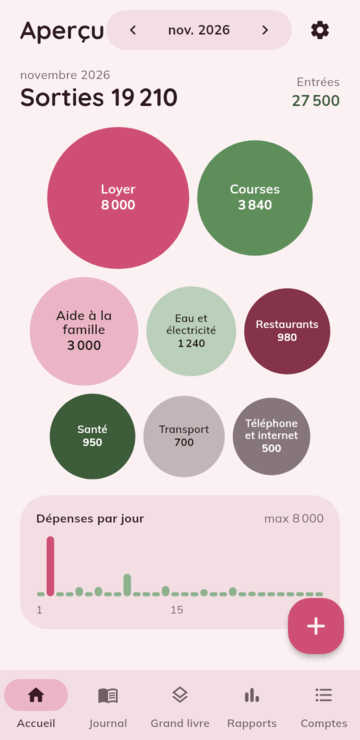 Aperçu
nov. 2026
novembre 2026
Sorties 19 210
Entrées
27 500
Loyer
8 000
Courses
3 840
Aide à la
famille
3 000
Eau et
électricité
1 240
Restaurants
980
Santé
950
Transport
700
Téléphone
et internet
500
Dépenses par jour
max 8 000
1
15
Accueil
Journal
Grand livre
Rapports
Comptes